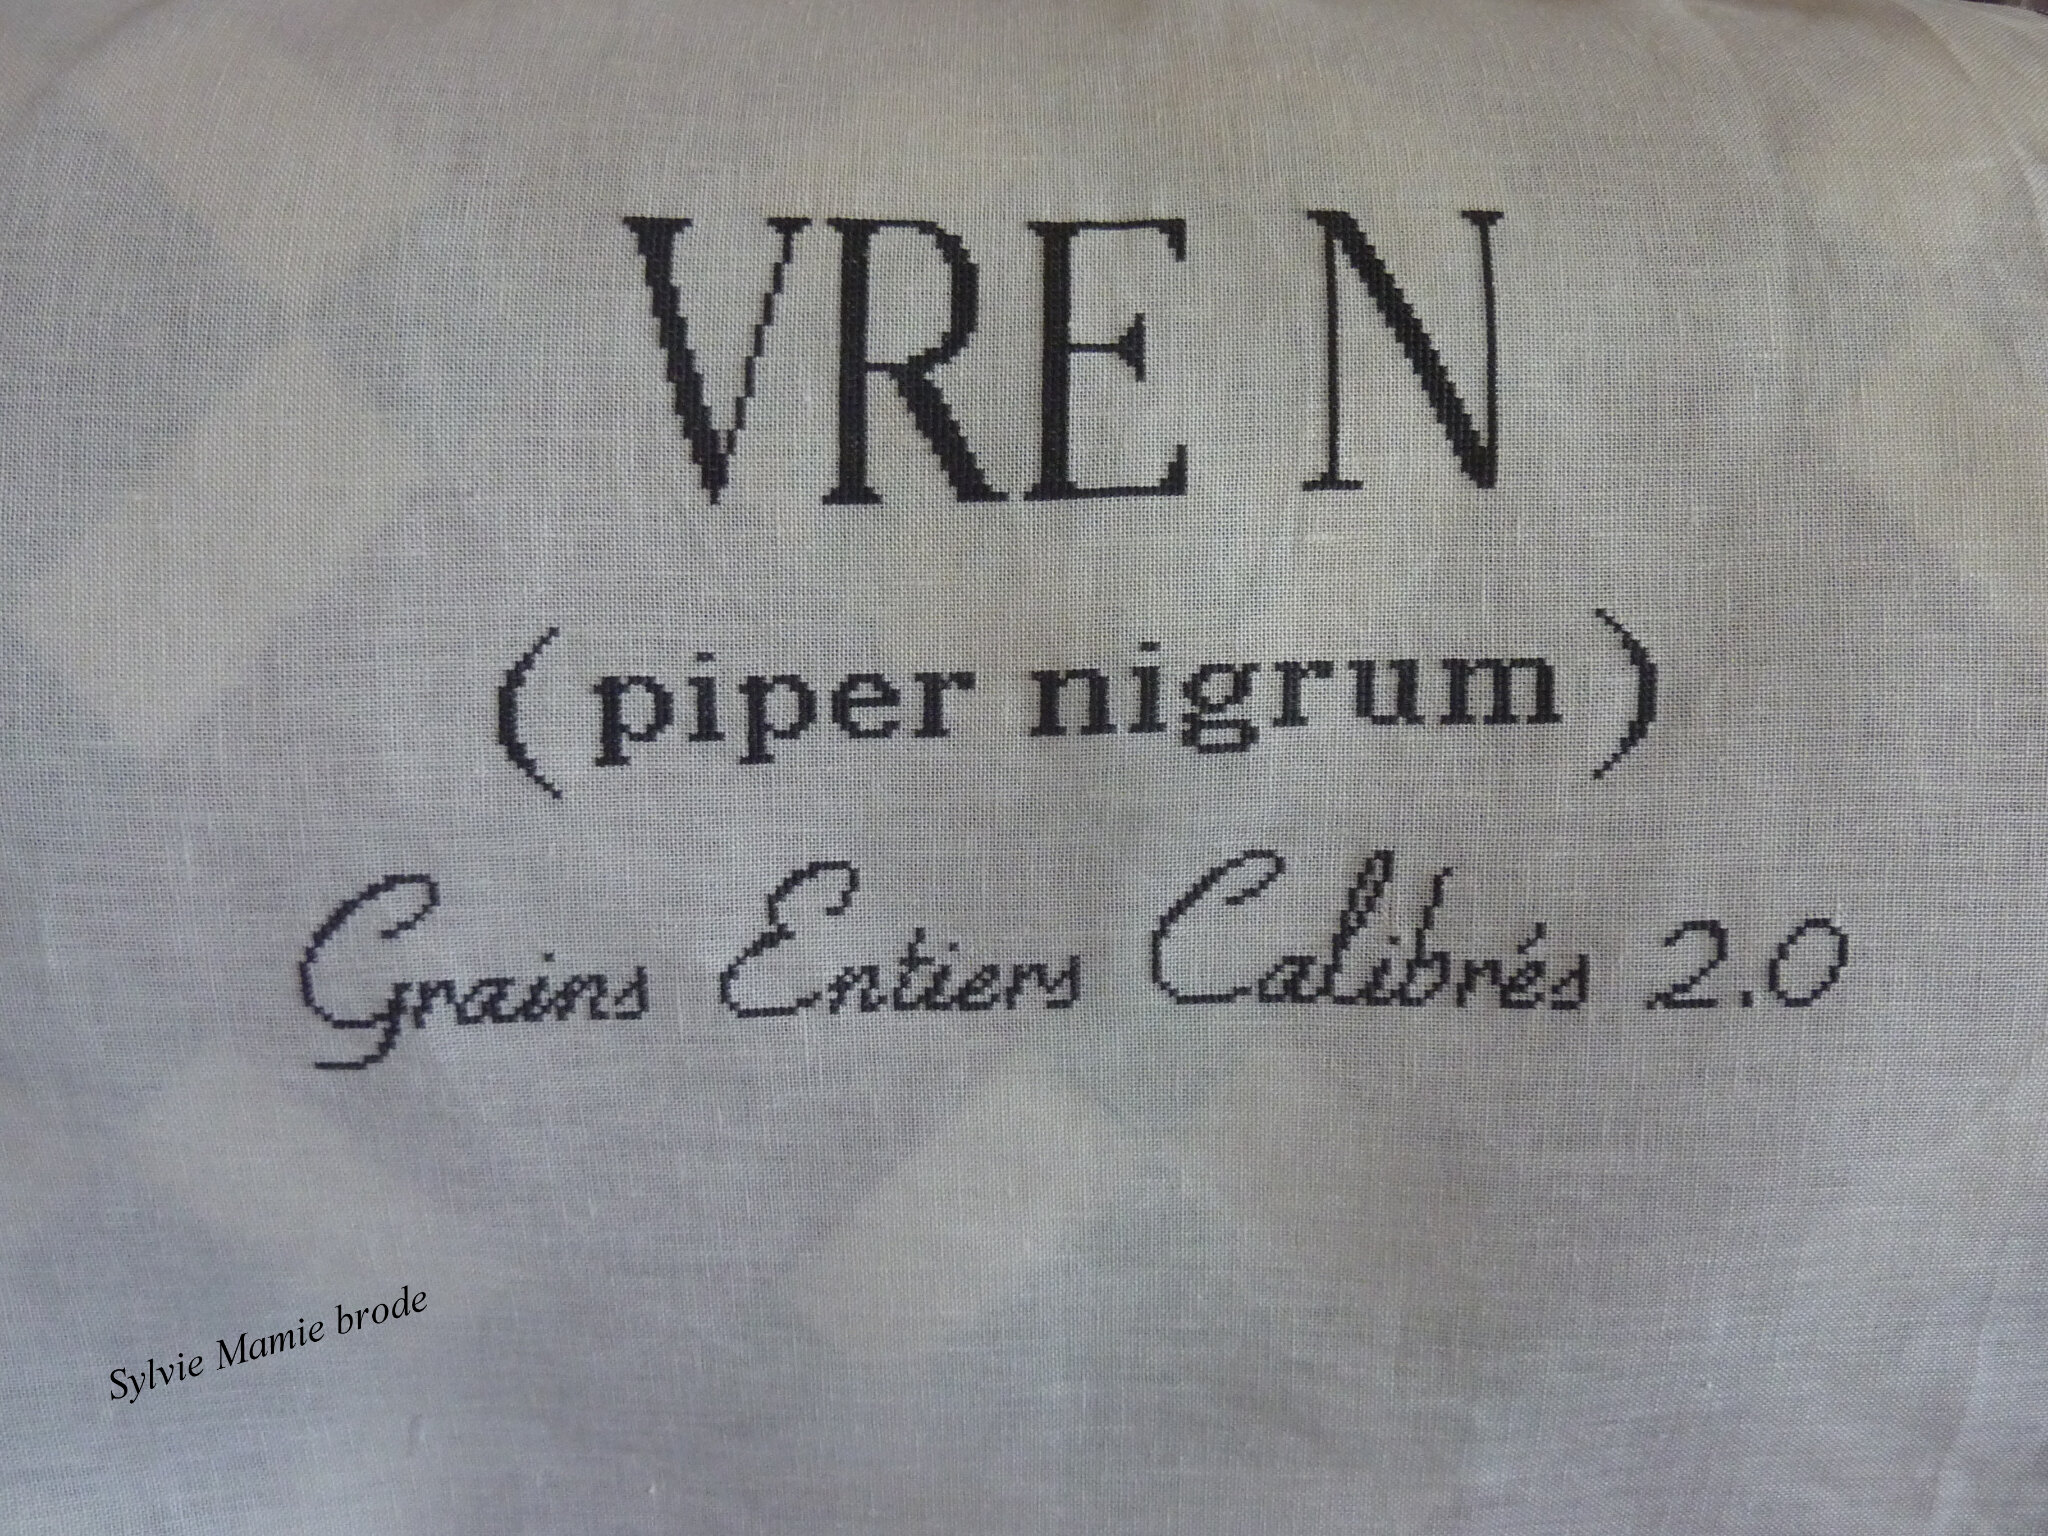 VRE N
(piper nigrum)
Grains Entiers Calibrés 2.0
Sylvie Mamie brode